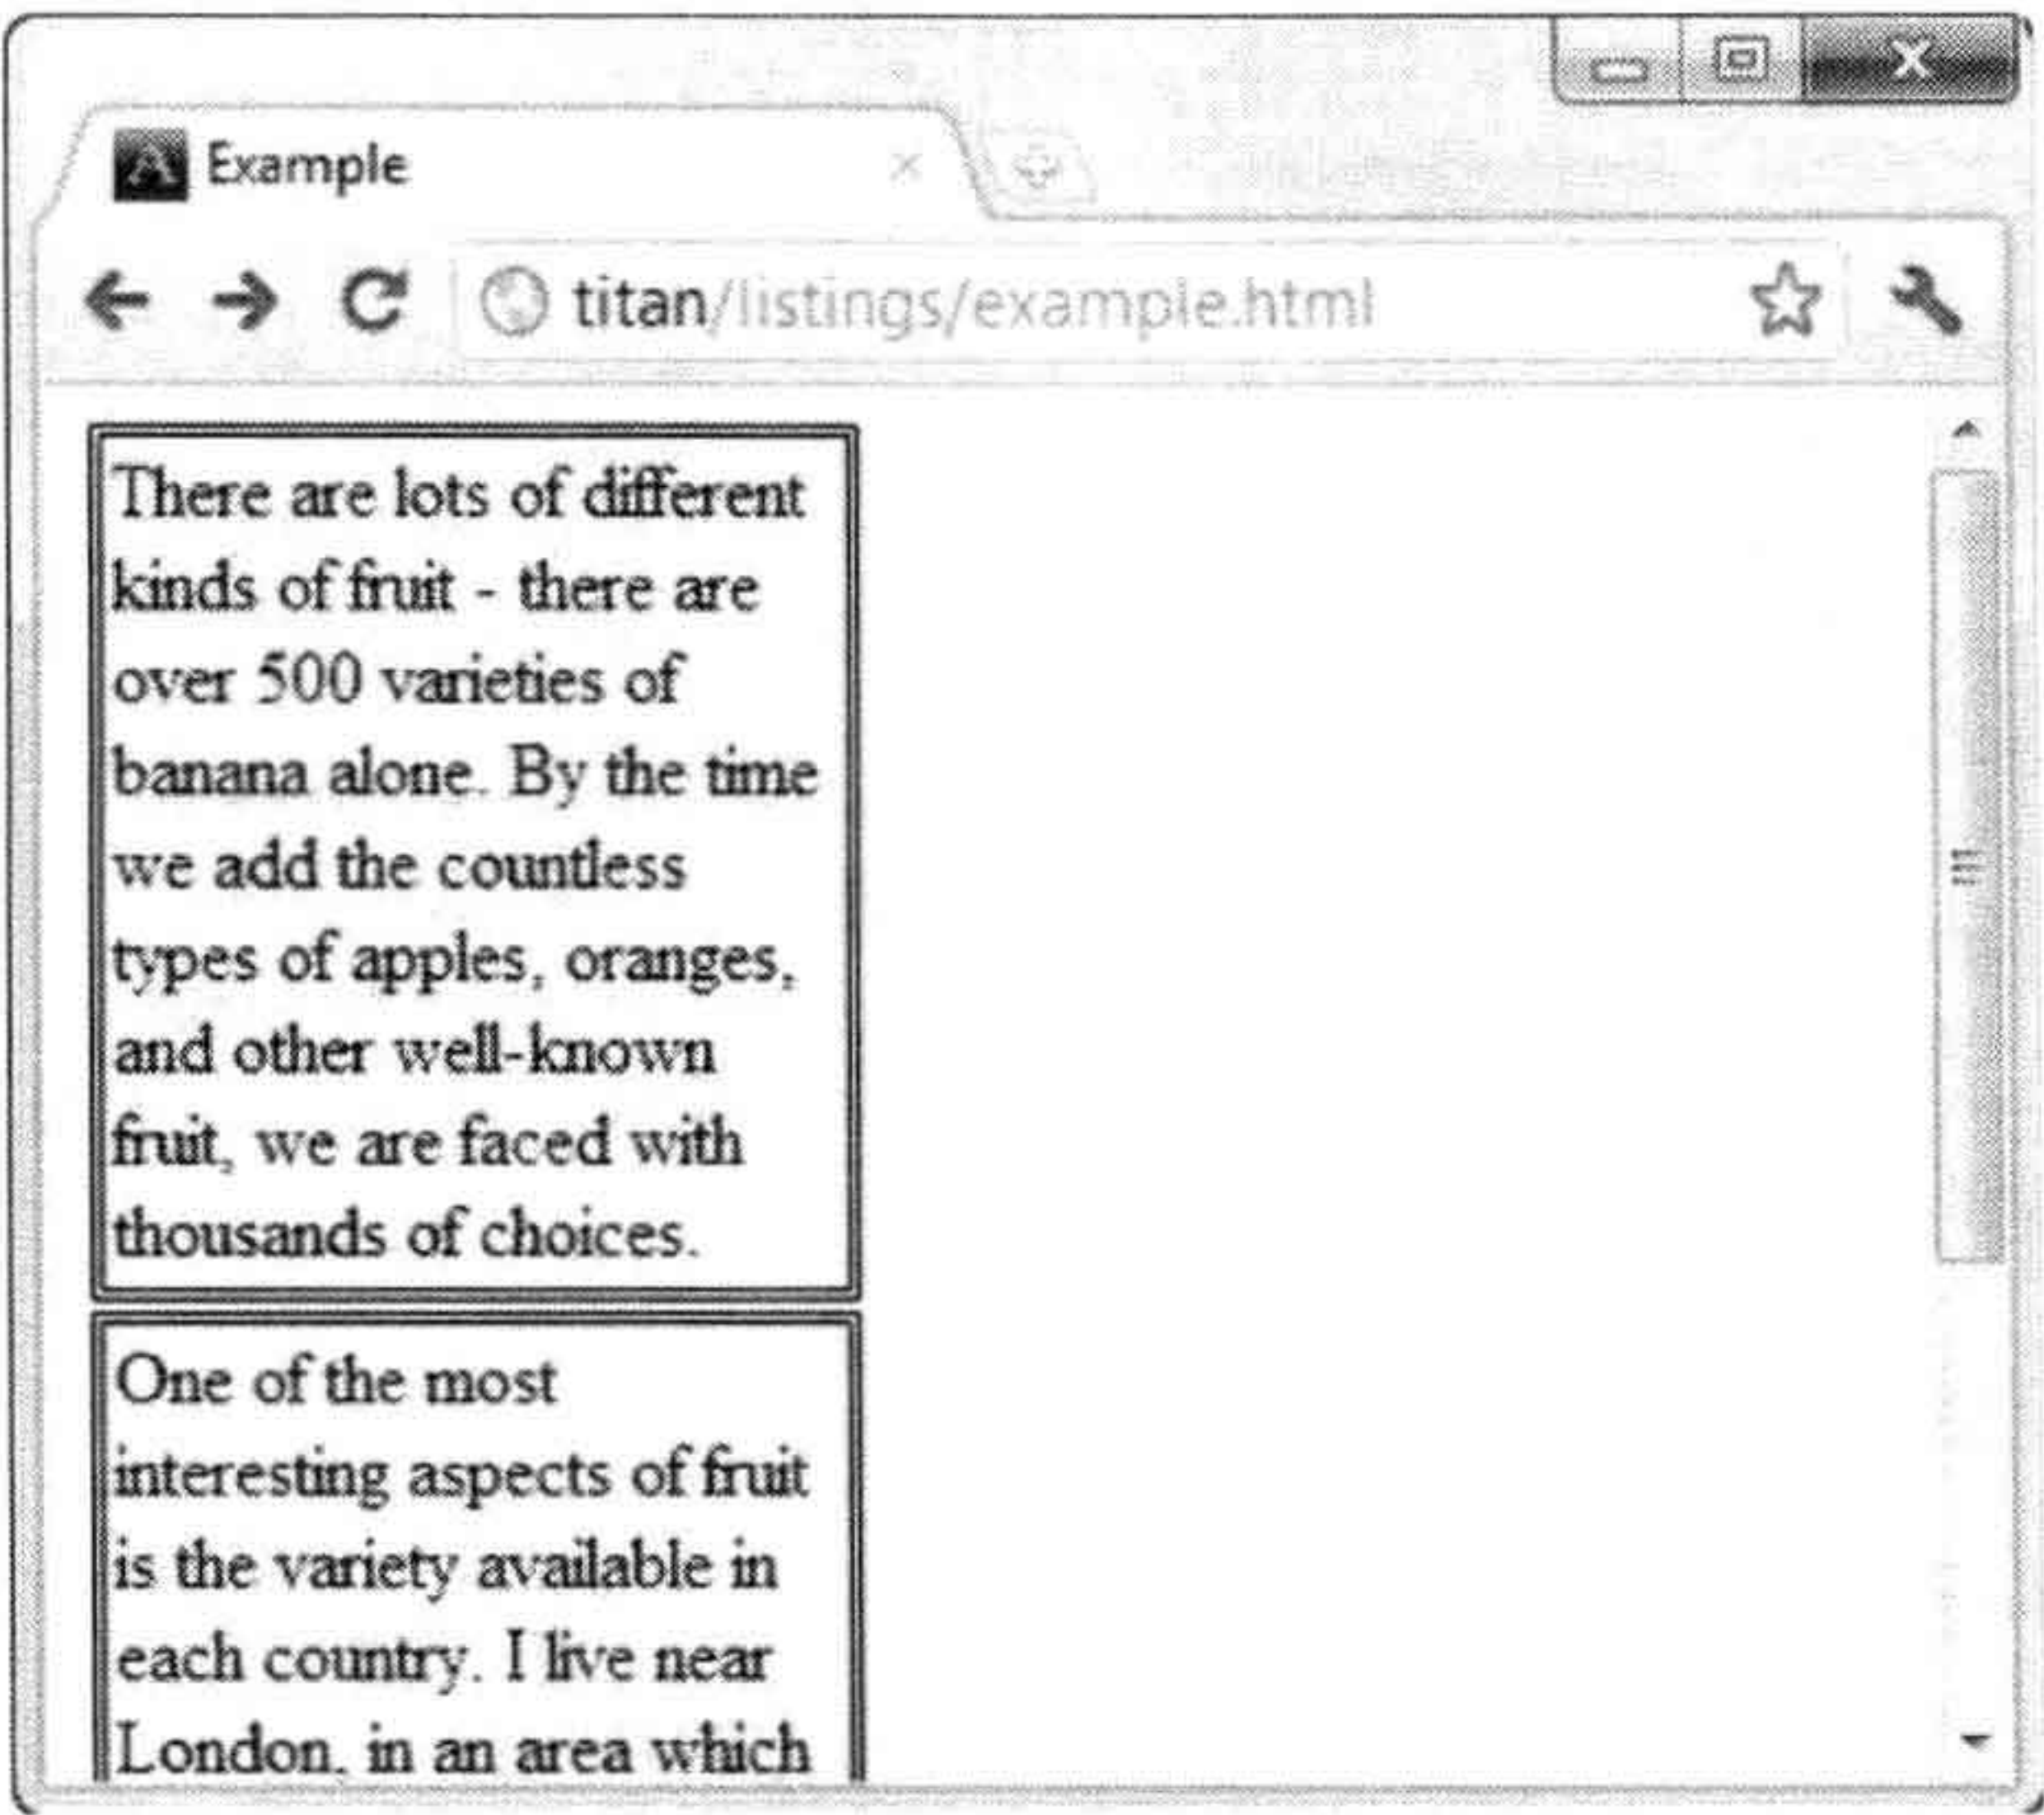 Example
titan/listings/example.html
There are lots of different
kinds of fruit - there are
over 500 varieties of
banana alone. By the time
we add the countless
types of apples, oranges,
and other well-known
fruit, we are faced with
thousands of choices.
One of the most
interesting aspects of fruit
is the variety available in
each country. I live near
London, in an area which